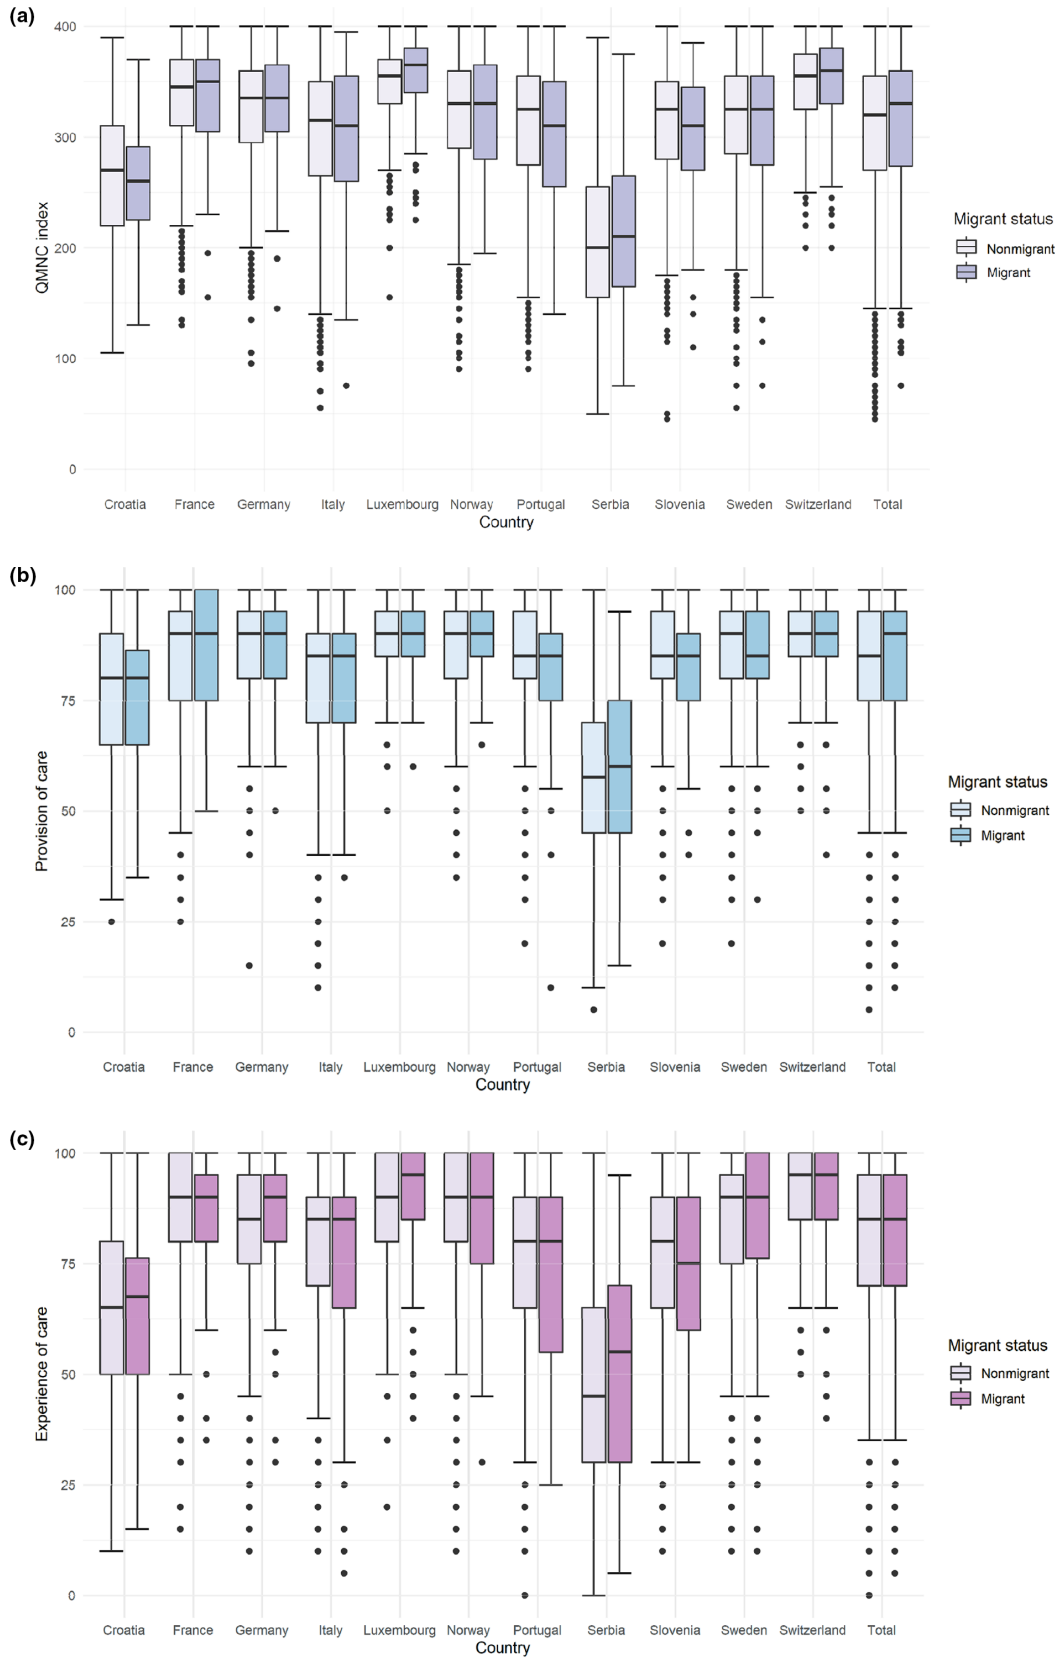 (a)
400
300
200
100
0
QMNC index
Croatia France Germany Italy Luxembourg Norway Portugal Serbia Slovenia Sweden Switzerland Total
Country
Migrant status
Nonmigrant
Migrant
(b)
100
75
50
25
0
Provision of care
Croatia France Germany Italy Luxembourg Norway Portugal Serbia Slovenia Sweden Switzerland Total
Country
Migrant status
Nonmigrant
Migrant
(c)
100
75
50
25
0
Experience of care
Croatia France Germany Italy Luxembourg Norway Portugal Serbia Slovenia Sweden Switzerland Total
Country
Migrant status
Nonmigrant
Migrant